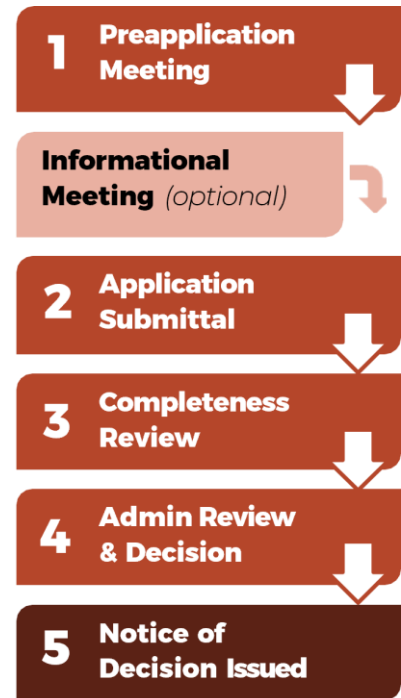 1 Preapplication
Meeting
Informational
Meeting (optional)
2 Application
Submittal
3 Completeness
Review
4 Admin Review
& Decision
5 Notice of
Decision Issued